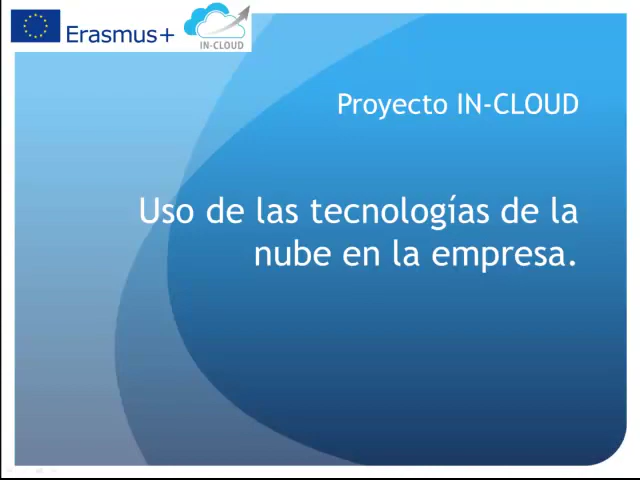 Erasmus+
IN-CLOUD
Proyecto IN-CLOUD
Uso de las tecnologías de la
nube en la empresa.